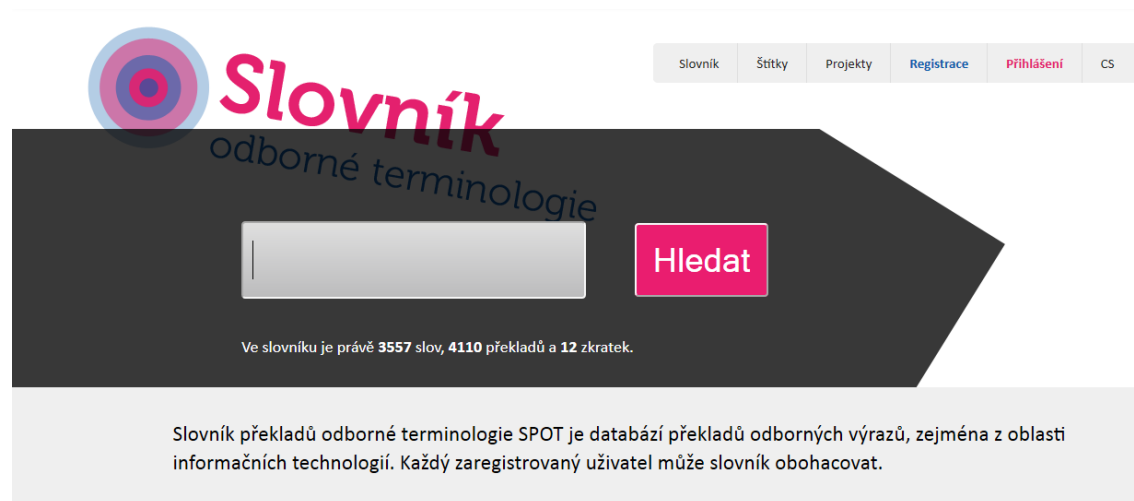 Slovník
odborné terminologie
Slovník Štítky Projekty Registrace Přihlášení CS
Hledat
Ve slovníku je právě 3557 slov, 4110 překladů a 12 zkratek.
Slovník překladů odborné terminologie SPOT je databází překladů odborných výrazů, zejména z oblasti
informačních technologií. Každý zaregistrovaný uživatel může slovník obohacovat.